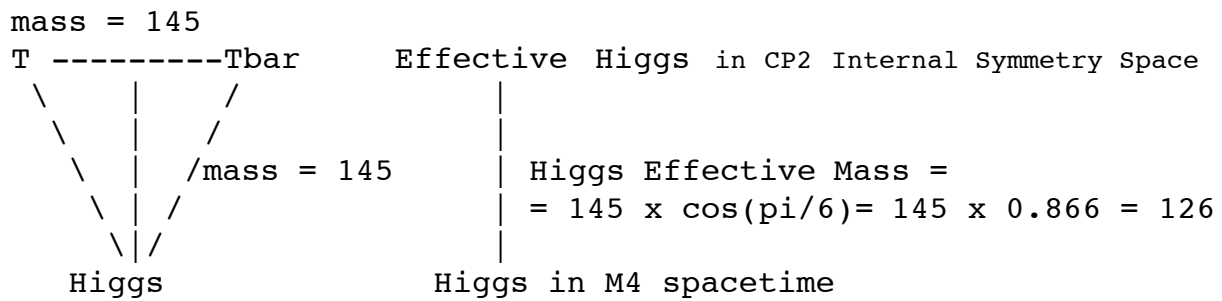 mass = 145
T ---------Tbar Effective Higgs in CP2 Internal Symmetry Space
mass = 145 Higgs Effective Mass =
= 145 x cos(pi/6)= 145 x 0.866 = 126
Higgs Higgs in M4 spacetime